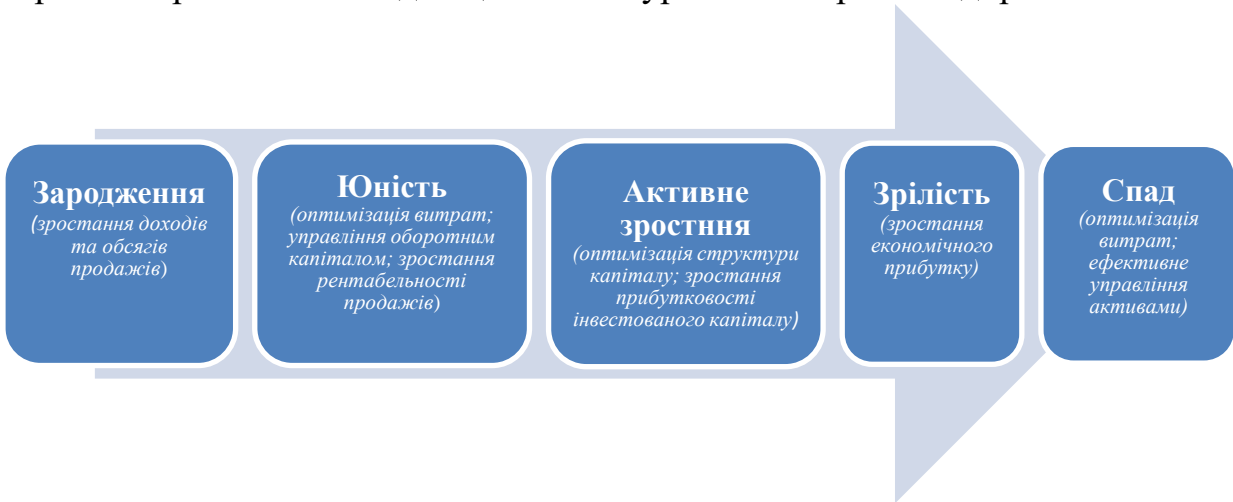 Зародження
(зростання доходів
та обсягів
продажів)
Юність
(оптимізація витрат;
управління оборотним
капіталом; зростання
рентабельності
продажів)
Активне
зростння
(оптимізація структури
капіталу; зростання
прибутковості
інвестованого капіталу)
Зрілість
(зростання
економічного
прибутку)
Спад
(оптимізація
витрат;
ефективне
управління
активами)